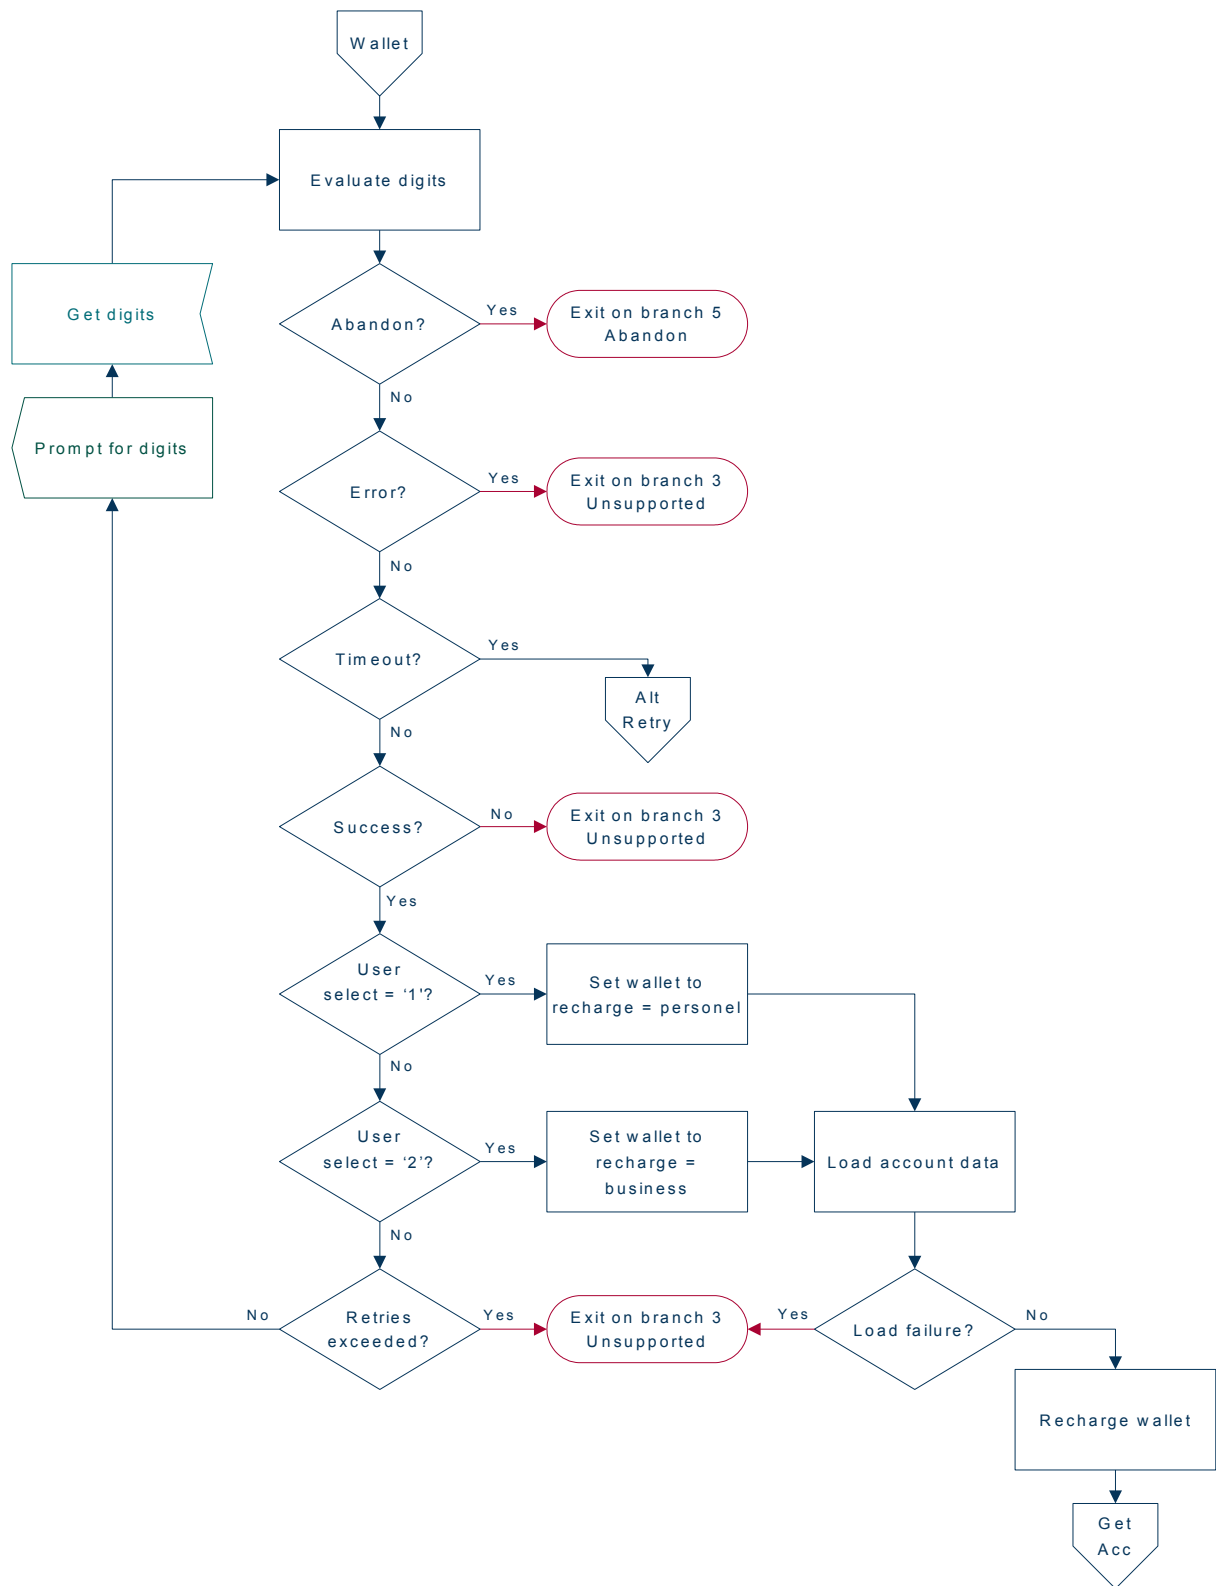 Wallet
Evaluate digits
Get digits
Abandon?
Yes
Exit on branch 5
Abandon
No
Prompt for digits
Error?
Yes
Exit on branch 3
Unsupported
No
Timeout?
Yes
Alt
Retry
No
Success?
No
Exit on branch 3
Unsupported
Yes
User
select = ‘1'?
Yes
Set wallet to
recharge = personel
No
User
select = ‘2’?
Yes
Set wallet to
recharge =
business
Load account data
No
No
Retries
exceeded?
Yes
Exit on branch 3
Unsupported
Yes
Load failure?
No
Recharge wallet
Get
Acc